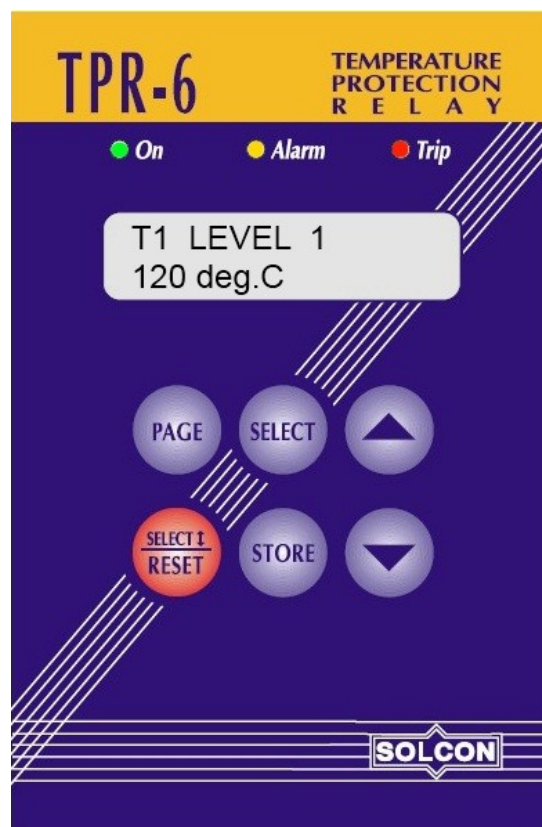 TPR-6
TEMPERATURE
PROTECTION
RELAY
On
Alarm
Trip
T1 LEVEL 1
120 deg.C
PAGE
SELECT
SELECT ↕
RESET
STORE
SOLCON